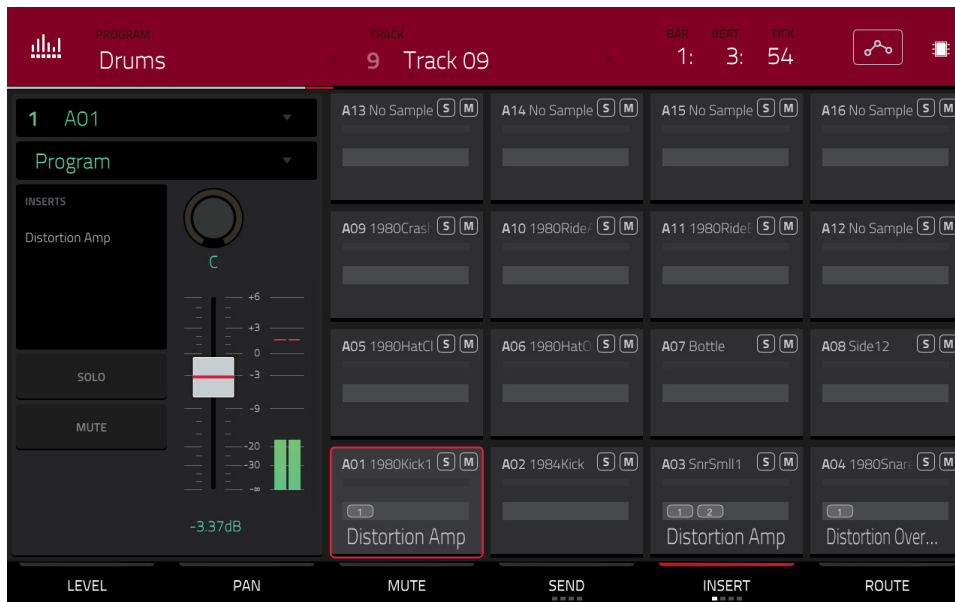 PROGRAM TRACK BAR BEAT TICK
Drums 9 Track 09 1: 3: 54
1 A01
Program
INSERTS
Distortion Amp
C
+6
+3
0
-3
-9
-20
-30
-∞
SOLO
MUTE
-3.37dB
A13 No Sample S M
A14 No Sample S M
A15 No Sample S M
A16 No Sample S M
A09 1980Crash S M
A10 1980Ride S M
A11 1980Ride S M
A12 No Sample S M
A05 1980HatCl S M
A06 1980HatO S M
A07 Bottle S M
A08 Side12 S M
A01 1980Kick1 S M
1
Distortion Amp
A02 1984Kick S M
A03 SnrSmll1 S M
1 2
Distortion Amp
A04 1980Snar S M
1
Distortion Over...
LEVEL PAN MUTE SEND INSERT ROUTE